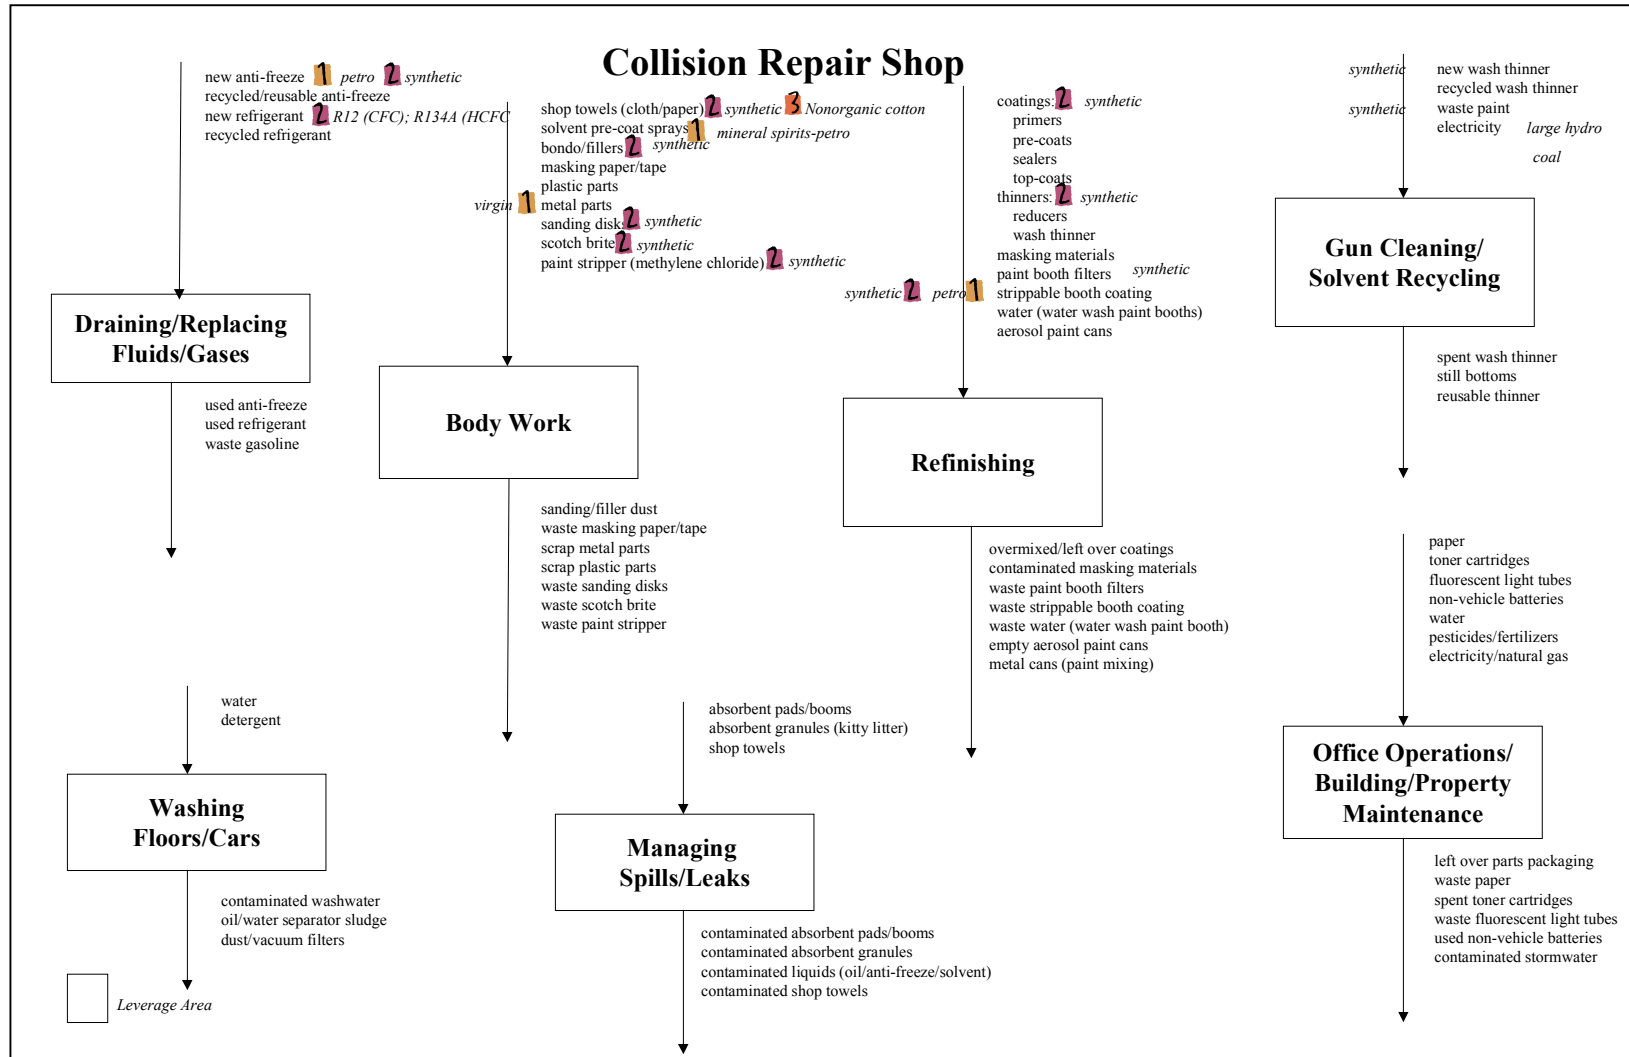 Collision Repair Shop
new anti-freeze 1 petro 2 synthetic
recycled/reusable anti-freeze
new refrigerant 2 R12 (CFC); R134A (HCFC
recycled refrigerant
Draining/Replacing
Fluids/Gases
used anti-freeze
used refrigerant
waste gasoline
shop towels (cloth/paper) 2 synthetic 3 Nonorganic cotton
solvent pre-coat sprays 1 mineral spirits-petro
bondo/fillers 2 synthetic
masking paper/tape
plastic parts
virgin 1 metal parts
sanding disks 2 synthetic
scotch brite 2 synthetic
paint stripper (methylene chloride) 2 synthetic
Body Work
sanding/filler dust
waste masking paper/tape
scrap metal parts
scrap plastic parts
waste sanding disks
waste scotch brite
waste paint stripper
coatings: 2 synthetic
primers
pre-coats
sealers
top-coats
thinners: 2 synthetic
reducers
wash thinner
masking materials
paint booth filters synthetic
synthetic 2 petro 1 strippable booth coating
water (water wash paint booths)
aerosol paint cans
Refinishing
overmixed/left over coatings
contaminated masking materials
waste paint booth filters
waste strippable booth coating
waste water (water wash paint booth)
empty aerosol paint cans
metal cans (paint mixing)
synthetic new wash thinner
recycled wash thinner
synthetic waste paint
electricity large hydro
coal
Gun Cleaning/
Solvent Recycling
spent wash thinner
still bottoms
reusable thinner
water
detergent
Washing
Floors/Cars
contaminated washwater
oil/water separator sludge
dust/vacuum filters
absorbent pads/booms
absorbent granules (kitty litter)
shop towels
Managing
Spills/Leaks
contaminated absorbent pads/booms
contaminated absorbent granules
contaminated liquids (oil/anti-freeze/solvent)
contaminated shop towels
paper
toner cartridges
fluorescent light tubes
non-vehicle batteries
water
pesticides/fertilizers
electricity/natural gas
Office Operations/
Building/Property
Maintenance
left over parts packaging
waste paper
spent toner cartridges
waste fluorescent light tubes
used non-vehicle batteries
contaminated stormwater
Leverage Area